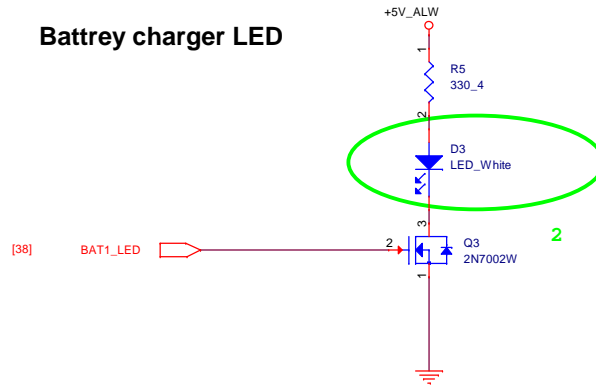 +5V_ALW
Battrey charger LED
1
R5
330_4
2
D3
LED_White
3
2
2
Q3
2N7002W
[38] BAT1_LED
1